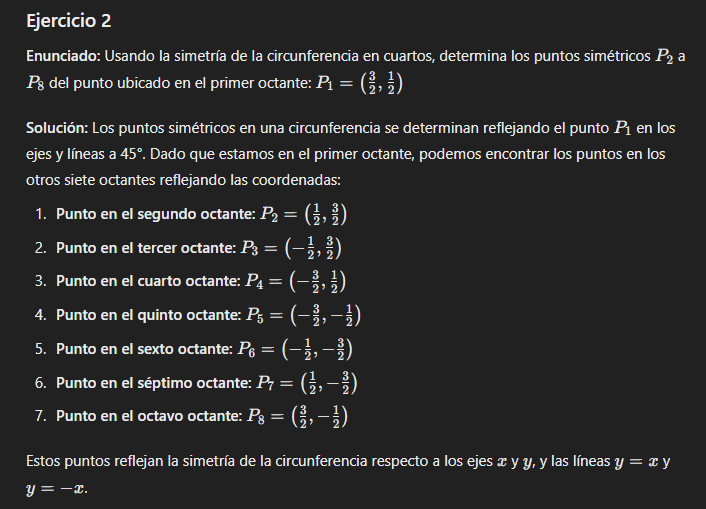 Ejercicio 2
Enunciado: Usando la simetría de la circunferencia en cuartos, determina los puntos simétricos P₂ a
P₈ del punto ubicado en el primer octante: P₁ = (3/2, 1/2)
Solución: Los puntos simétricos en una circunferencia se determinan reflejando el punto P₁ en los
ejes y líneas a 45°. Dado que estamos en el primer octante, podemos encontrar los puntos en los
otros siete octantes reflejando las coordenadas:
1. Punto en el segundo octante: P₂ = (1/2, 3/2)
2. Punto en el tercer octante: P₃ = (−1/2, 3/2)
3. Punto en el cuarto octante: P₄ = (−3/2, 1/2)
4. Punto en el quinto octante: P₅ = (−3/2, −1/2)
5. Punto en el sexto octante: P₆ = (−1/2, −3/2)
6. Punto en el séptimo octante: P₇ = (1/2, −3/2)
7. Punto en el octavo octante: P₈ = (3/2, −1/2)
Estos puntos reflejan la simetría de la circunferencia respecto a los ejes x y y, y las líneas y = x y
y = −x.